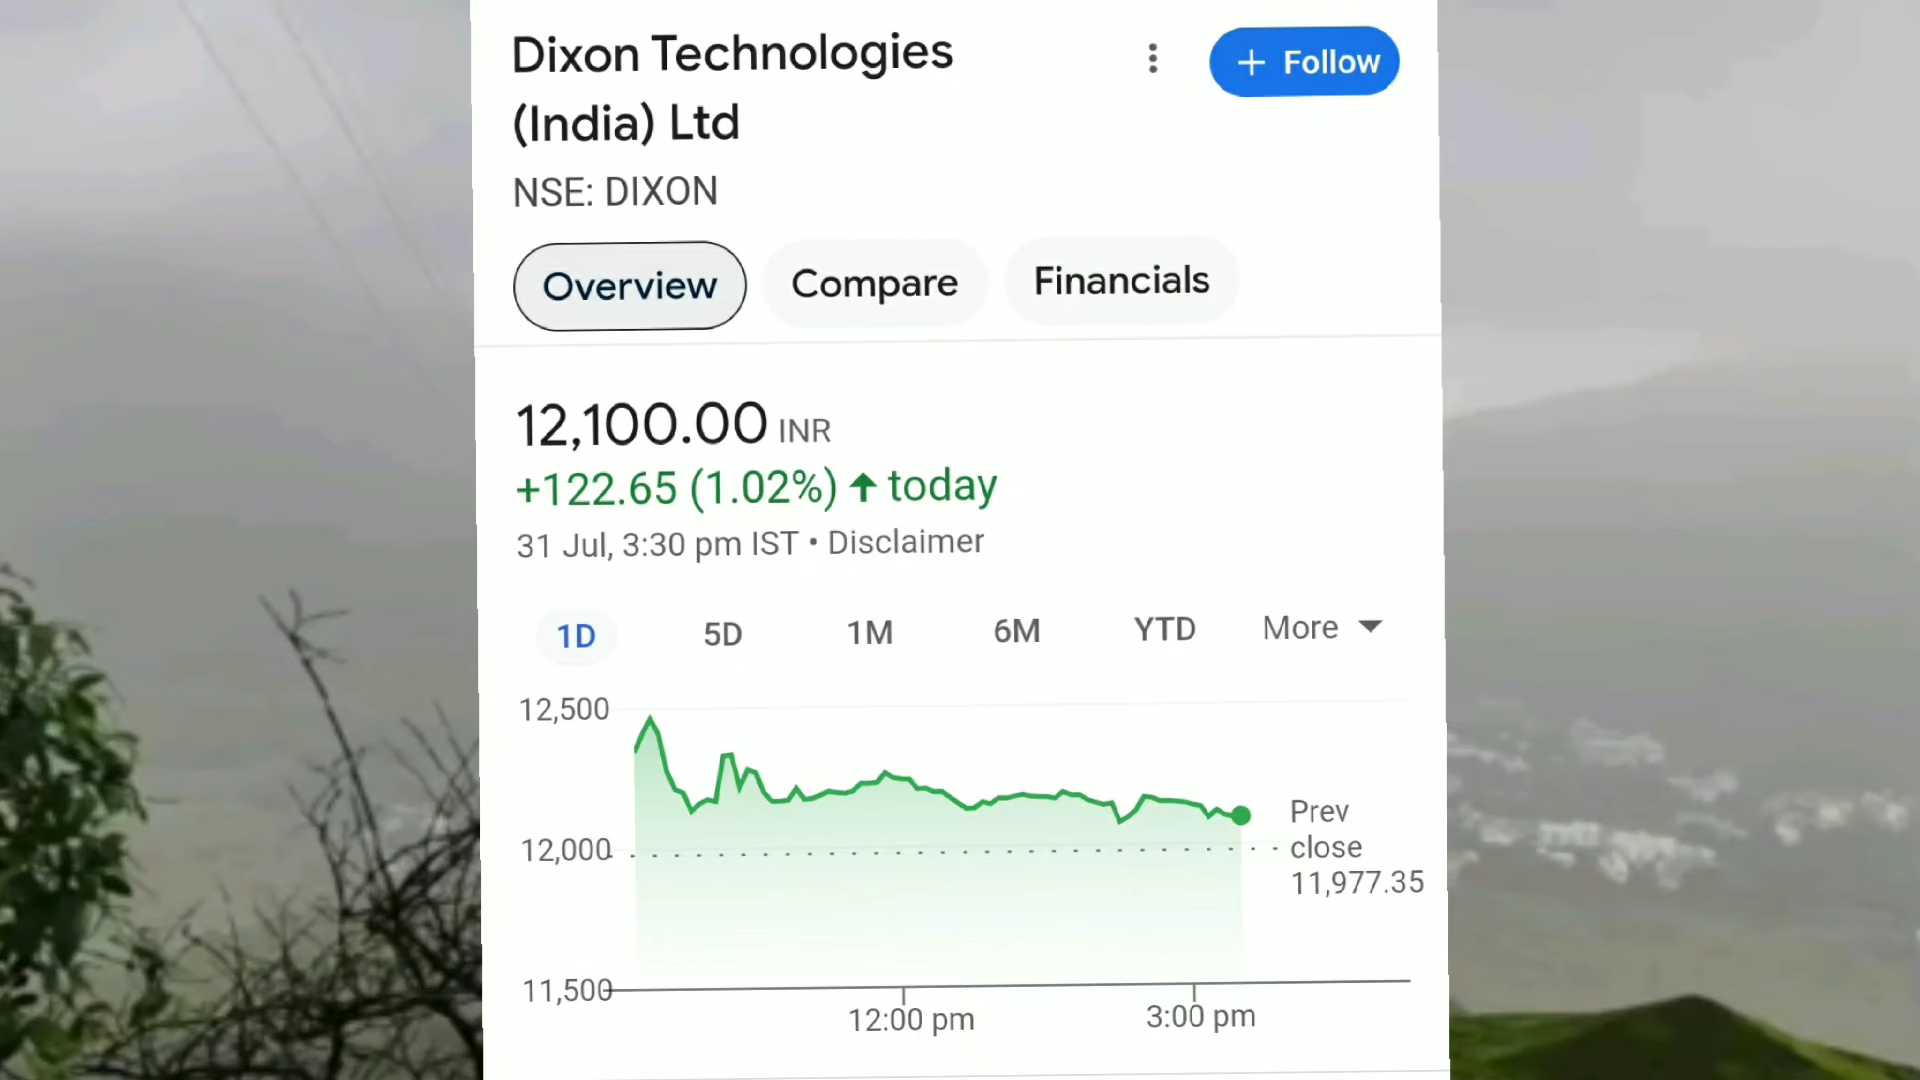 Dixon Technologies
(India) Ltd
+ Follow
NSE: DIXON
Overview Compare Financials
12,100.00 INR
+122.65 (1.02%) ↑ today
31 Jul, 3:30 pm IST • Disclaimer
1D 5D 1M 6M YTD More
12,500
12,000
11,500
Prev
close
11,977.35
12:00 pm 3:00 pm